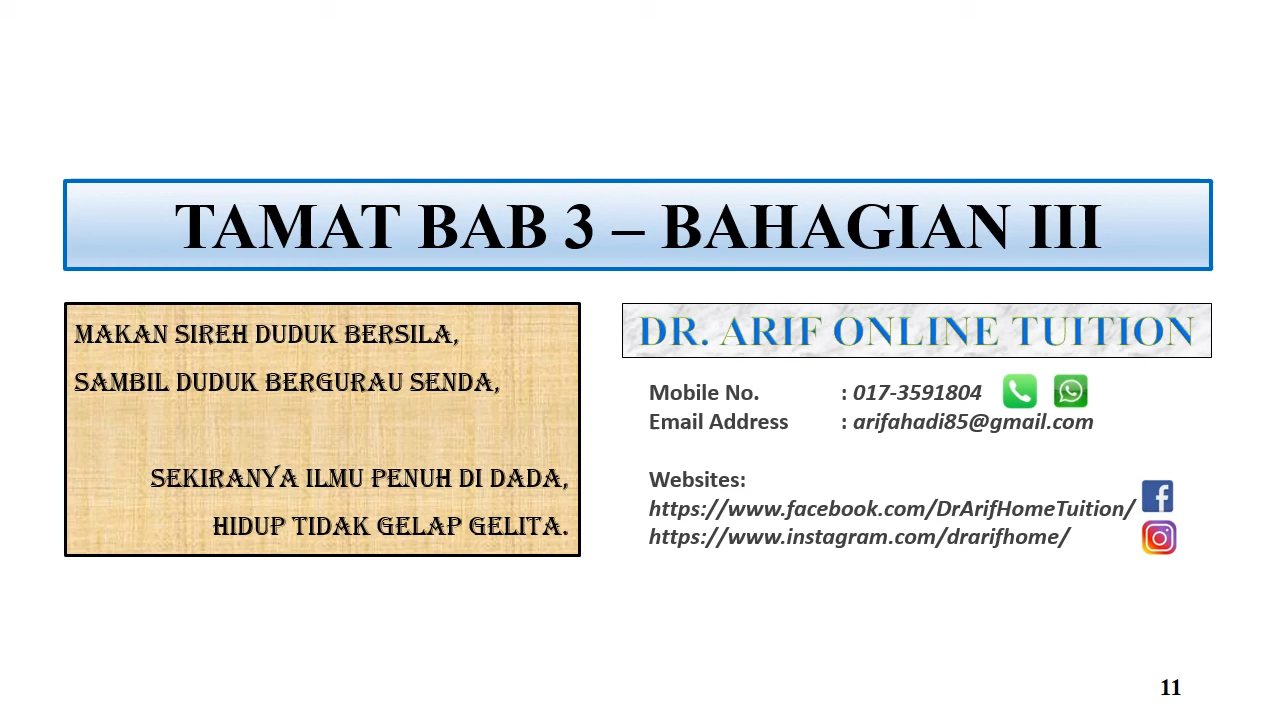 TAMAT BAB 3 – BAHAGIAN III
MAKAN SIREH DUDUK BERSILA,
SAMBIL DUDUK BERGURAU SENDA,
SEKIRANYA ILMU PENUH DI DADA,
HIDUP TIDAK GELAP GELITA.
DR. ARIF ONLINE TUITION
Mobile No. : 017-3591804
Email Address : arifahadi85@gmail.com
Websites:
https://www.facebook.com/DrArifHomeTuition/
https://www.instagram.com/drarifhome/
11